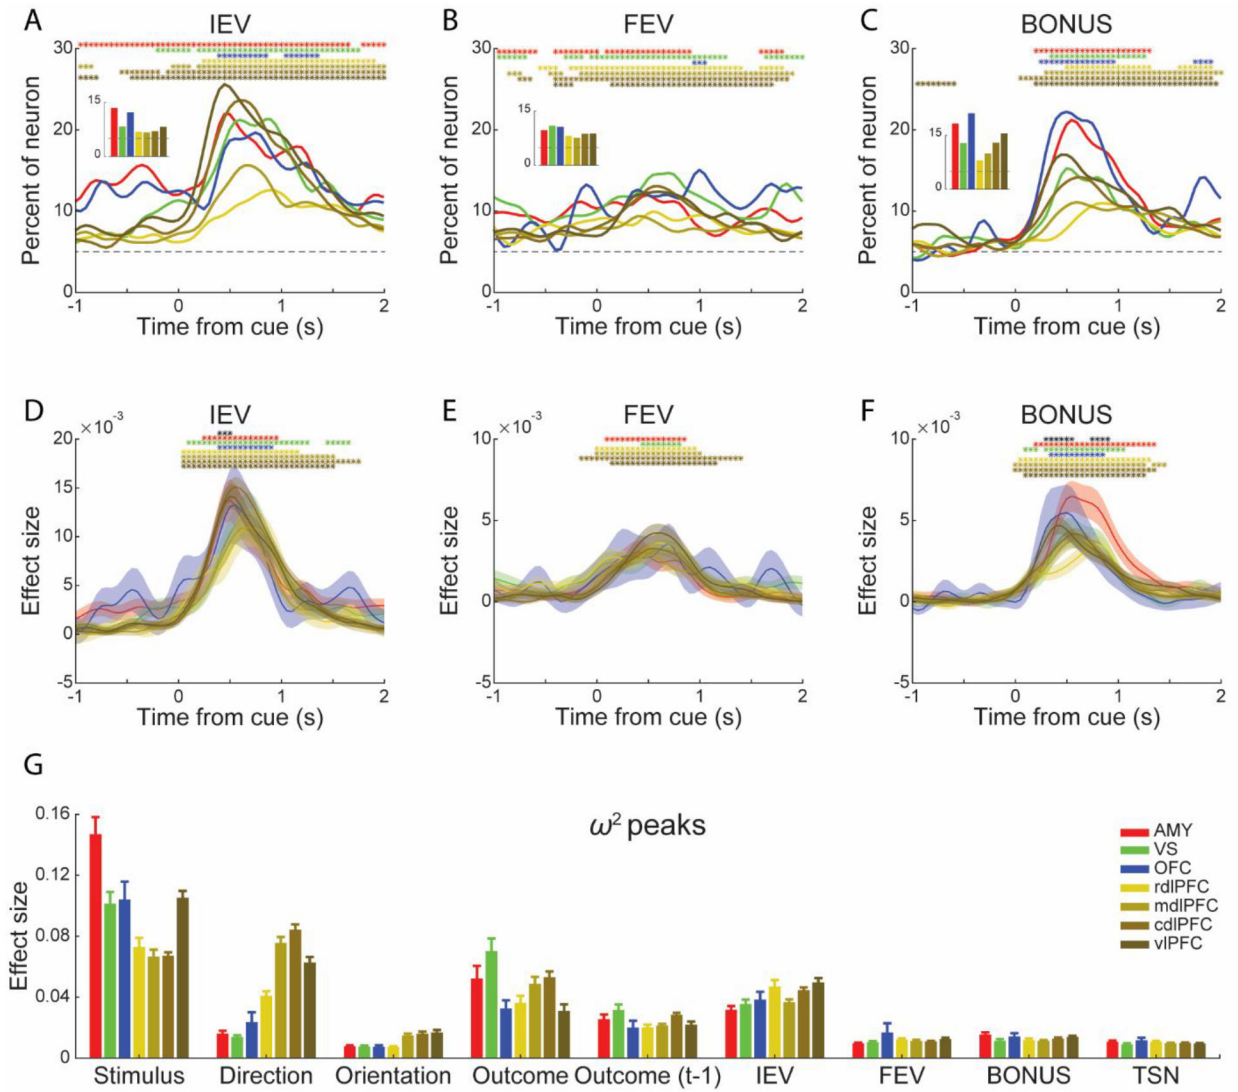 A IEV
B FEV
C BONUS
Percent of neuron
30
20
10
0
15
0
-1 0 1 2
Time from cue (s)
Percent of neuron
30
20
10
0
15
0
-1 0 1 2
Time from cue (s)
Percent of neuron
30
20
10
0
15
0
-1 0 1 2
Time from cue (s)
D IEV
E FEV
F BONUS
×10⁻³
Effect size
20
15
10
5
0
-5
-1 0 1 2
Time from cue (s)
×10⁻³
Effect size
10
5
0
-5
-1 0 1 2
Time from cue (s)
×10⁻³
Effect size
10
5
0
-5
-1 0 1 2
Time from cue (s)
G
ω² peaks
Effect size
0.16
0.12
0.08
0.04
0
AMY
VS
OFC
rdlPFC
mdlPFC
cdlPFC
vlPFC
Stimulus Direction Orientation Outcome Outcome (t-1) IEV FEV BONUS TSN